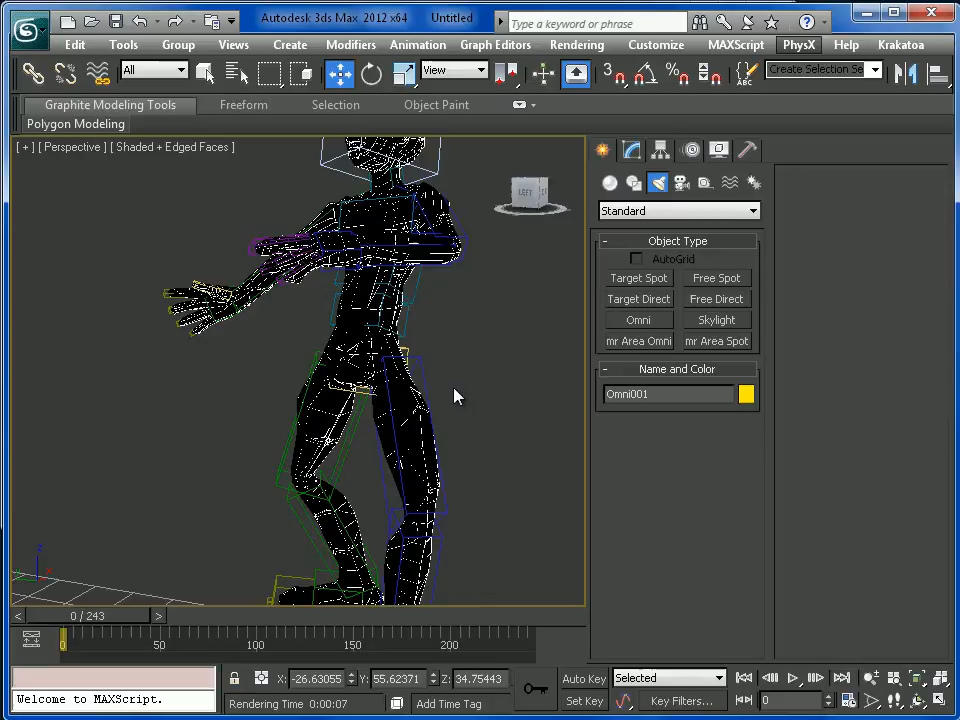 Autodesk 3ds Max 2012 x64 Untitled
Type a keyword or phrase
Edit Tools Group Views Create Modifiers Animation Graph Editors Rendering Customize MAXScript PhysX Help Krakatoa
All View 3 % ABC Create Selection Se
Graphite Modeling Tools Freeform Selection Object Paint
Polygon Modeling
[ + ] [ Perspective ] [ Shaded + Edged Faces ]
LEFT
Standard
- Object Type
AutoGrid
Target Spot Free Spot
Target Direct Free Direct
Omni Skylight
mr Area Omni mr Area Spot
- Name and Color
Omni001
z
x
< 0 / 243 >
0 50 100 150 200
X: -26.63055 Y: 55.62371 Z: 34.75443 Auto Key Selected
Welcome to MAXScript. Rendering Time 0:00:07 Add Time Tag Set Key Key Filters... 0